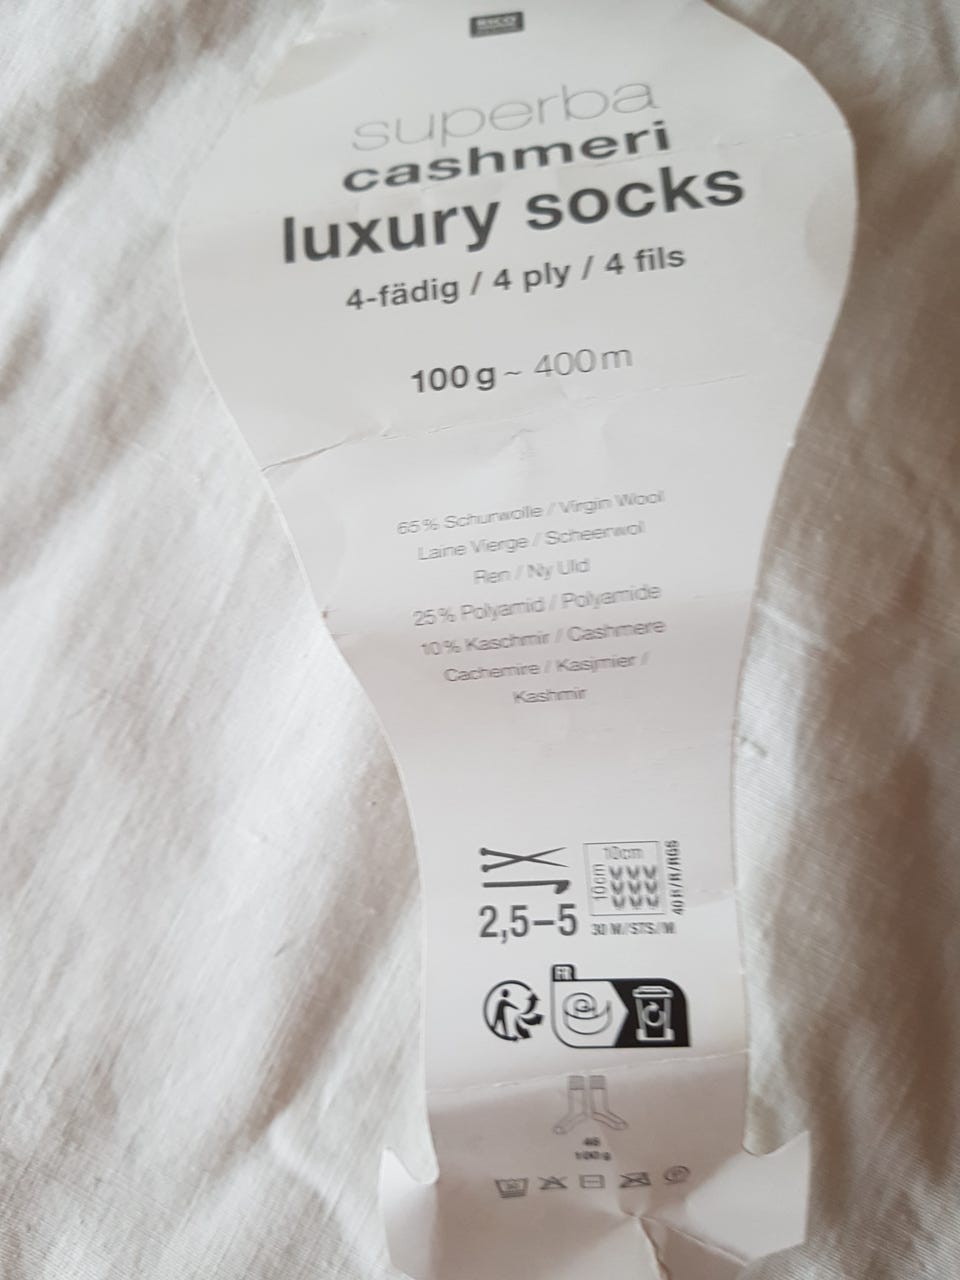 RICO
superba
cashmeri
luxury socks
4-fädig / 4 ply / 4 fils
100 g ~ 400 m
65% Schurwolle / Virgin Wool
Laine Vierge / Scheerwol
Ren / Ny Uld
25% Polyamid / Polyamide
10% Kaschmir / Cashmere
Cachemire / Kasjmier /
Kashmir
10cm
10cm
40 R/R/RGS
2,5–5
30 M/STS/M
FR
46
100 g